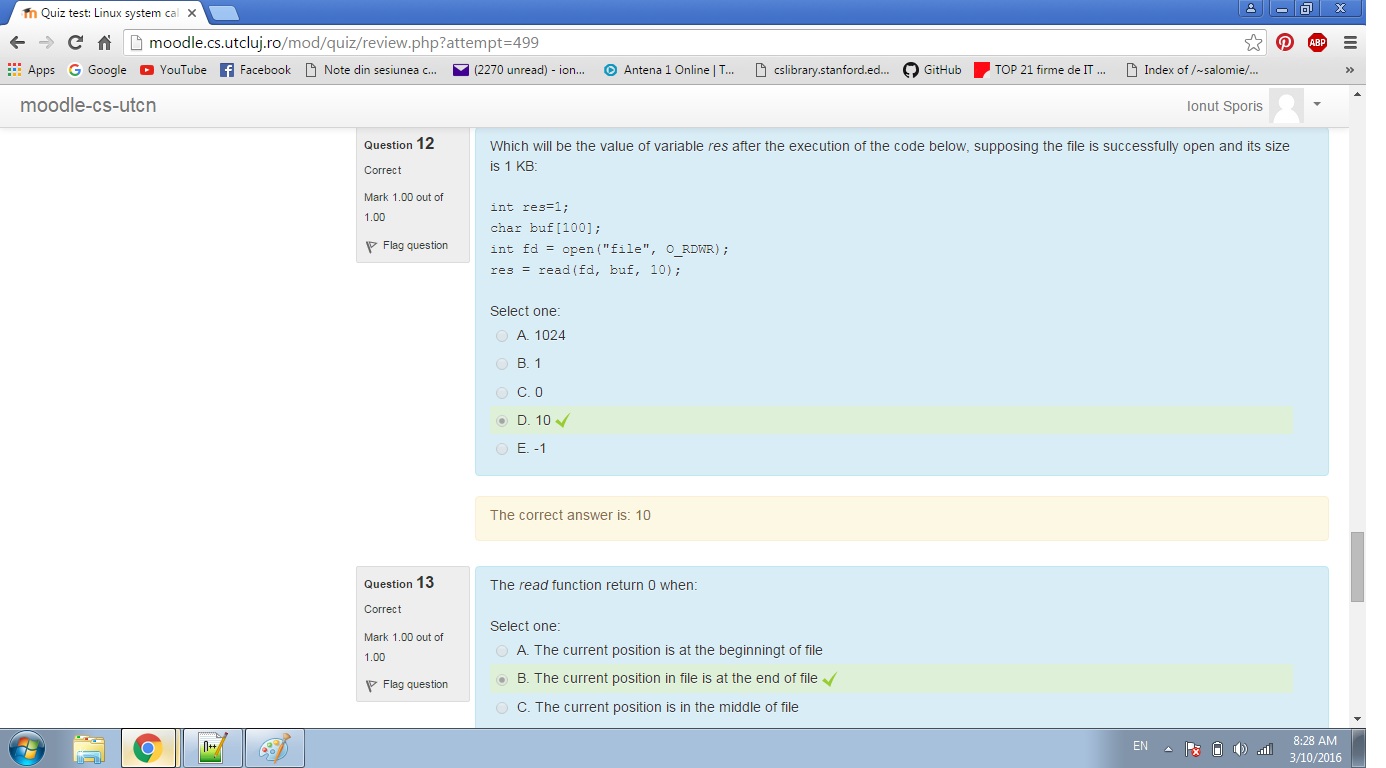 Quiz test: Linux system cal
moodle.cs.utcluj.ro/mod/quiz/review.php?attempt=499
ABP
Apps Google YouTube Facebook Note din sesiunea c... (2270 unread) - ion... Antena 1 Online | T... cslibrary.stanford.ed... GitHub TOP 21 firme de IT ... Index of /~salomie/... »
moodle-cs-utcn
Ionut Sporis
Question 12
Correct
Mark 1.00 out of
1.00
Flag question
Which will be the value of variable res after the execution of the code below, supposing the file is successfully open and its size
is 1 KB:
int res=1;
char buf[100];
int fd = open("file", O_RDWR);
res = read(fd, buf, 10);
Select one:
A. 1024
B. 1
C. 0
D. 10
E. -1
The correct answer is: 10
Question 13
Correct
Mark 1.00 out of
1.00
Flag question
The read function return 0 when:
Select one:
A. The current position is at the beginningt of file
B. The current position in file is at the end of file
C. The current position is in the middle of file
EN
8:28 AM
3/10/2016